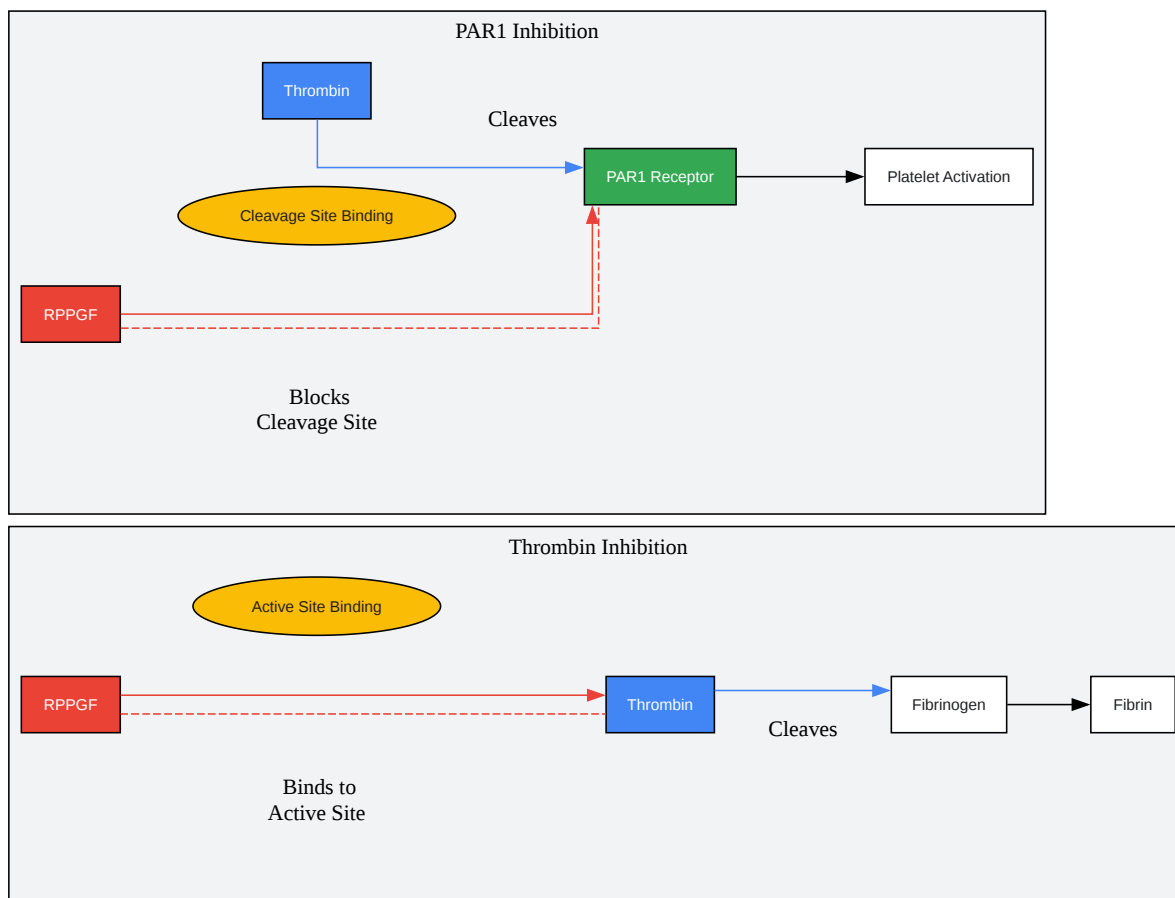 PAR1 Inhibition
Thrombin
Cleaves
PAR1 Receptor
Platelet Activation
Cleavage Site Binding
RPPGF
Blocks
Cleavage Site
Thrombin Inhibition
Active Site Binding
RPPGF
Thrombin
Cleaves
Fibrinogen
Fibrin
Binds to
Active Site